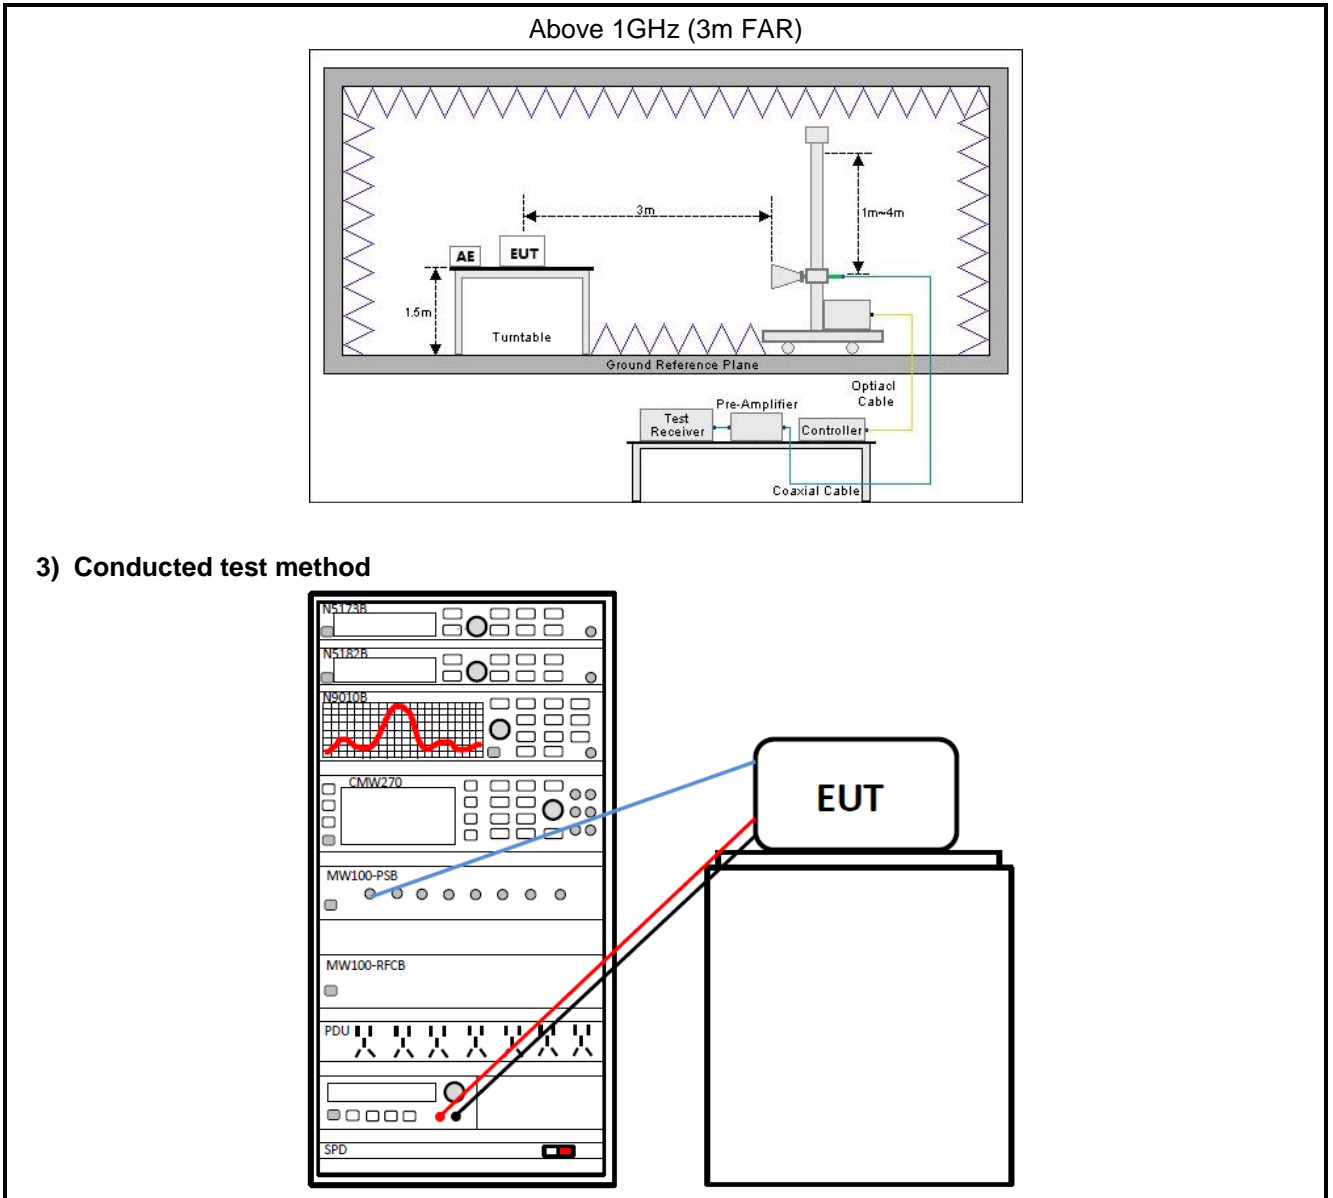 Above 1GHz (3m FAR)
3m
1m~4m
AE
EUT
1.5m
Turntable
Ground Reference Plane
Optiacl
Cable
Pre-Amplifier
Test
Receiver
Controller
Coaxial Cable
3) Conducted test method
N5173B
N5182B
N9010B
CMW270
EUT
MW100-PSB
MW100-RFCB
PDU
SPD